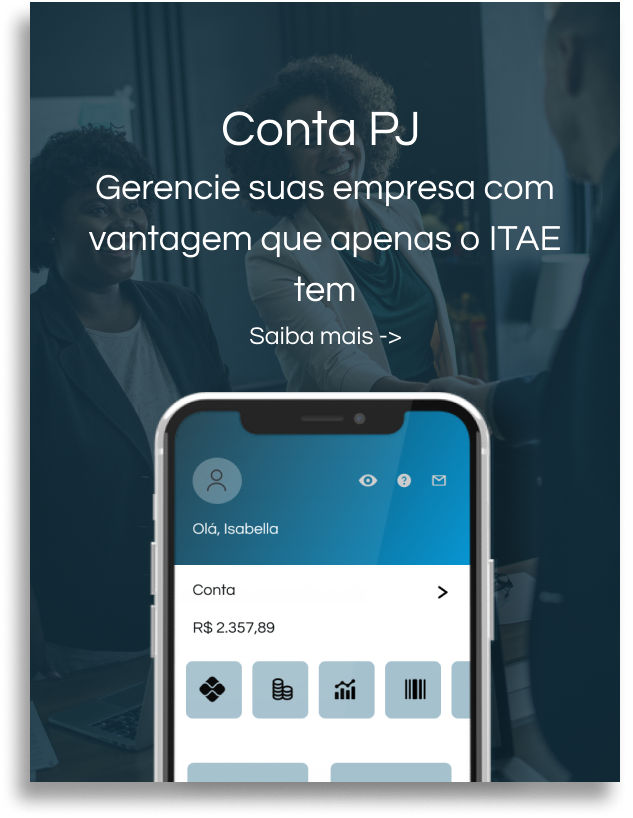 Conta PJ
Gerencie suas empresa com
vantagem que apenas o ITAE
tem
Saiba mais ->
Olá, Isabella
Conta
R$ 2.357,89